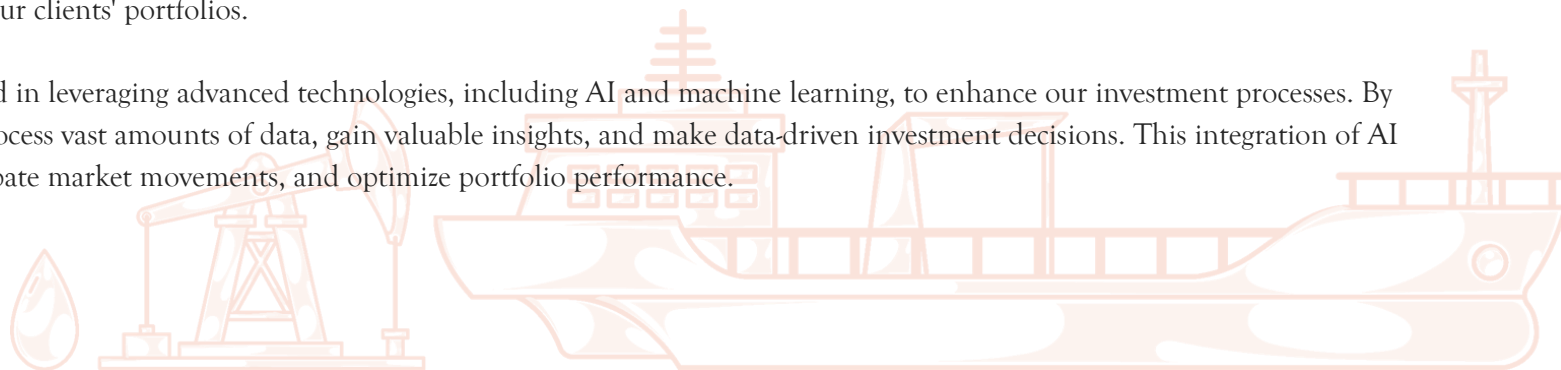 ur clients' portfolios.
d in leveraging advanced technologies, including AI and machine learning, to enhance our investment processes. By
ocess vast amounts of data, gain valuable insights, and make data-driven investment decisions. This integration of AI
pate market movements, and optimize portfolio performance.